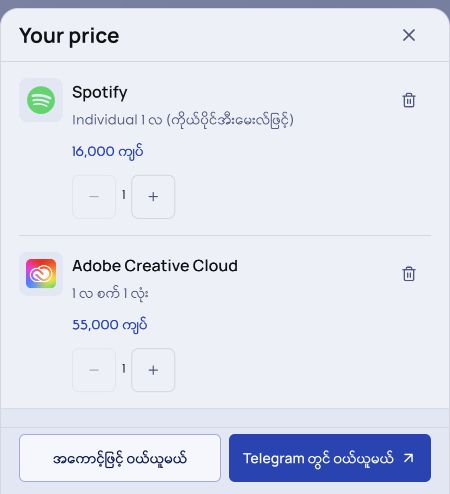 Your price
Spotify
Individual 1 လ (ကိုယ်ပိုင်အီးမေးလ်ဖြင့်)
16,000 ကျပ်
1
Adobe Creative Cloud
1 လ စက် 1 လုံး
55,000 ကျပ်
1
အကောင့်ဖြင့် ဝယ်ယူမယ်
Telegram တွင် ဝယ်ယူမယ်